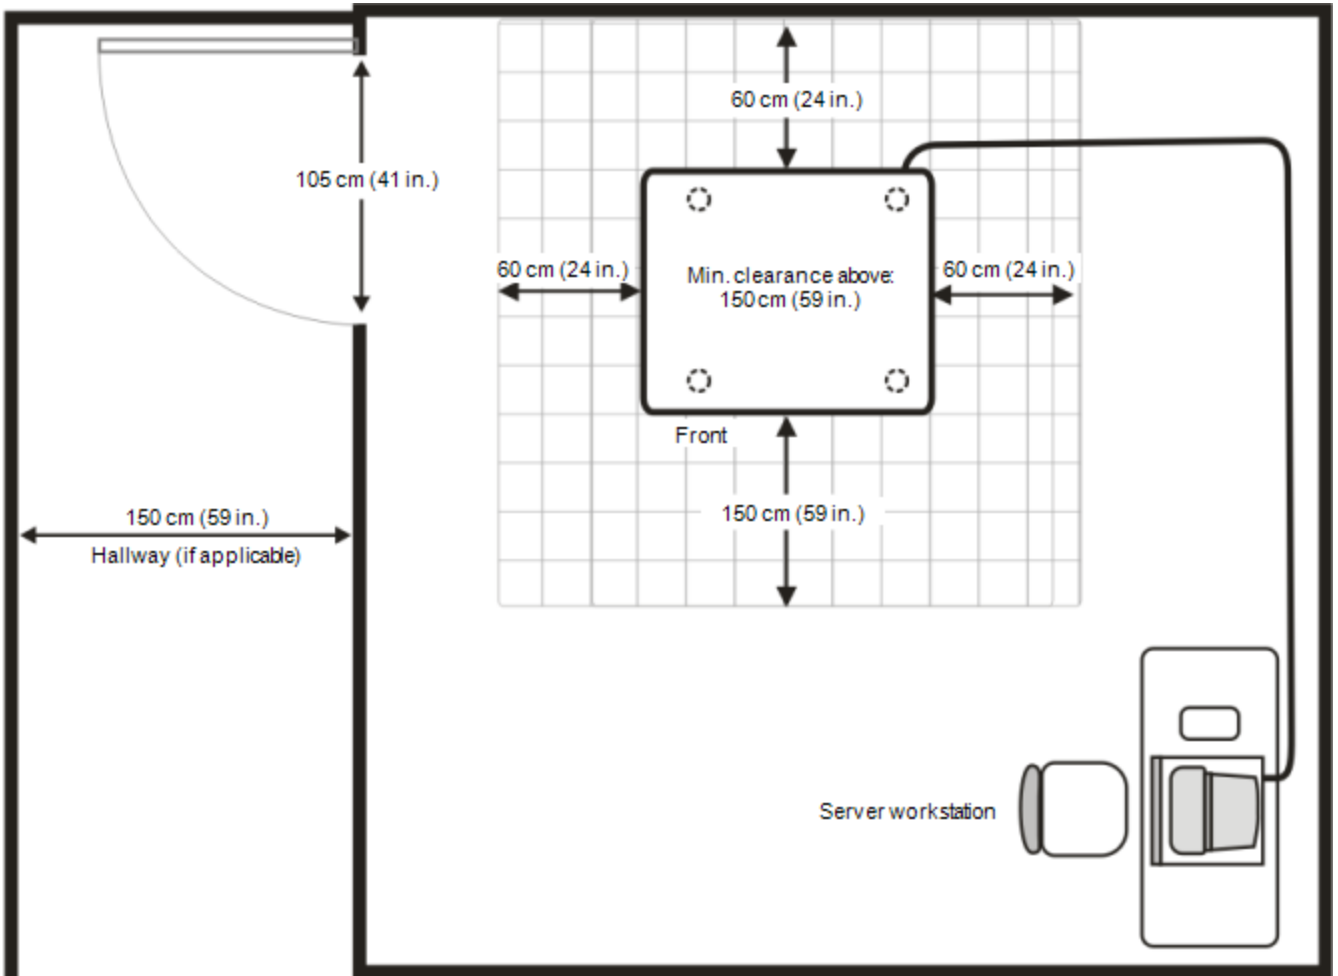 60 cm (24 in.)
105 cm (41 in.)
60 cm (24 in.)
Min. clearance above:
150 cm (59 in.)
60 cm (24 in.)
Front
150 cm (59 in.)
150 cm (59 in.)
Hallway (if applicable)
Server workstation